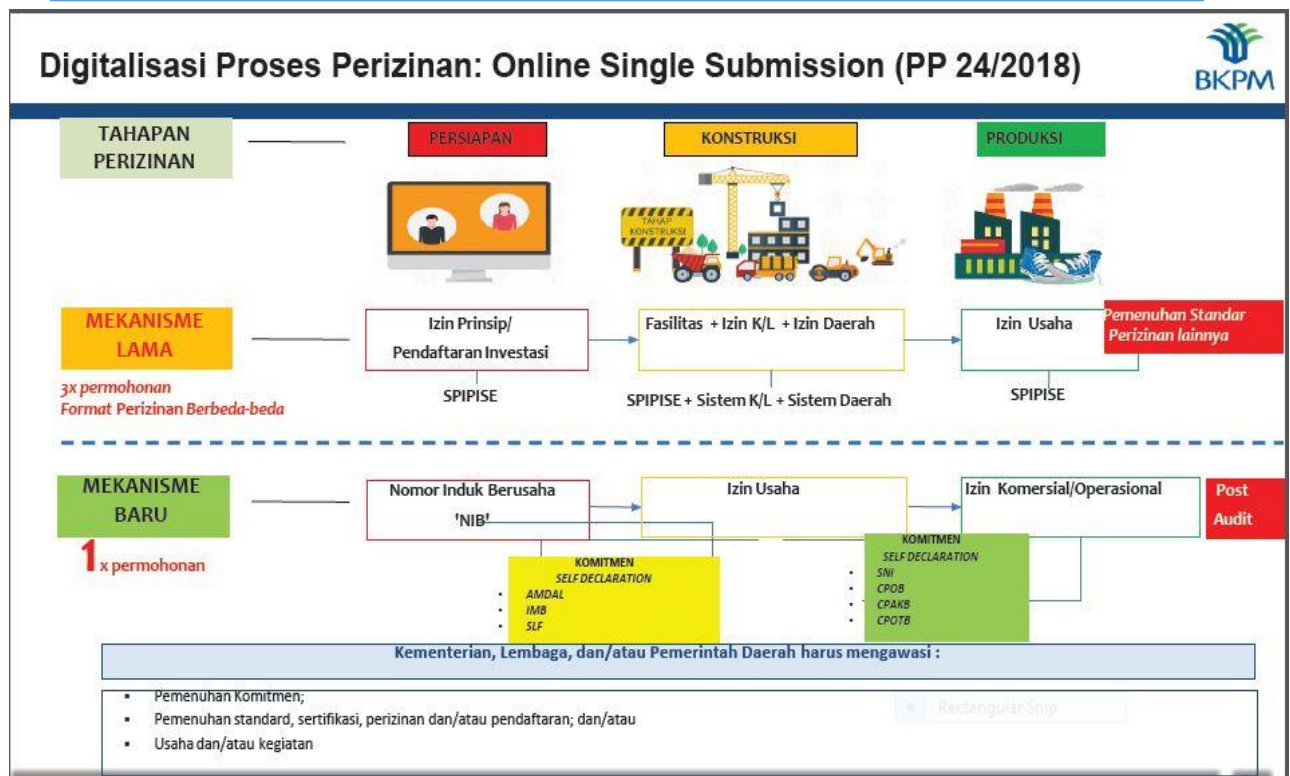 Digitalisasi Proses Perizinan: Online Single Submission (PP 24/2018)
BKPM
TAHAPAN
PERIZINAN
PERSIAPAN
KONSTRUKSI
PRODUKSI
TAHAP
KONSTRUKSI
MEKANISME
LAMA
3x permohonan
Format Perizinan Berbeda-beda
Izin Prinsip/
Pendaftaran Investasi
SPIPISE
Fasilitas + Izin K/L + Izin Daerah
SPIPISE + Sistem K/L + Sistem Daerah
Izin Usaha
SPIPISE
Pemenuhan Standar
Perizinan lainnya
MEKANISME
BARU
1 x permohonan
Nomor Induk Berusaha
'NIB'
Izin Usaha
Izin Komersial/Operasional
Post
Audit
KOMITMEN
SELF DECLARATION
• AMDAL
• IMB
• SLF
KOMITMEN
SELF DECLARATION
• SNI
• CPOB
• CPAKB
• CPOTB
Kementerian, Lembaga, dan/atau Pemerintah Daerah harus mengawasi :
▪ Pemenuhan Komitmen;
▪ Pemenuhan standard, sertifikasi, perizinan dan/atau pendaftaran; dan/atau
▪ Usaha dan/atau kegiatan
Rectangular Snip